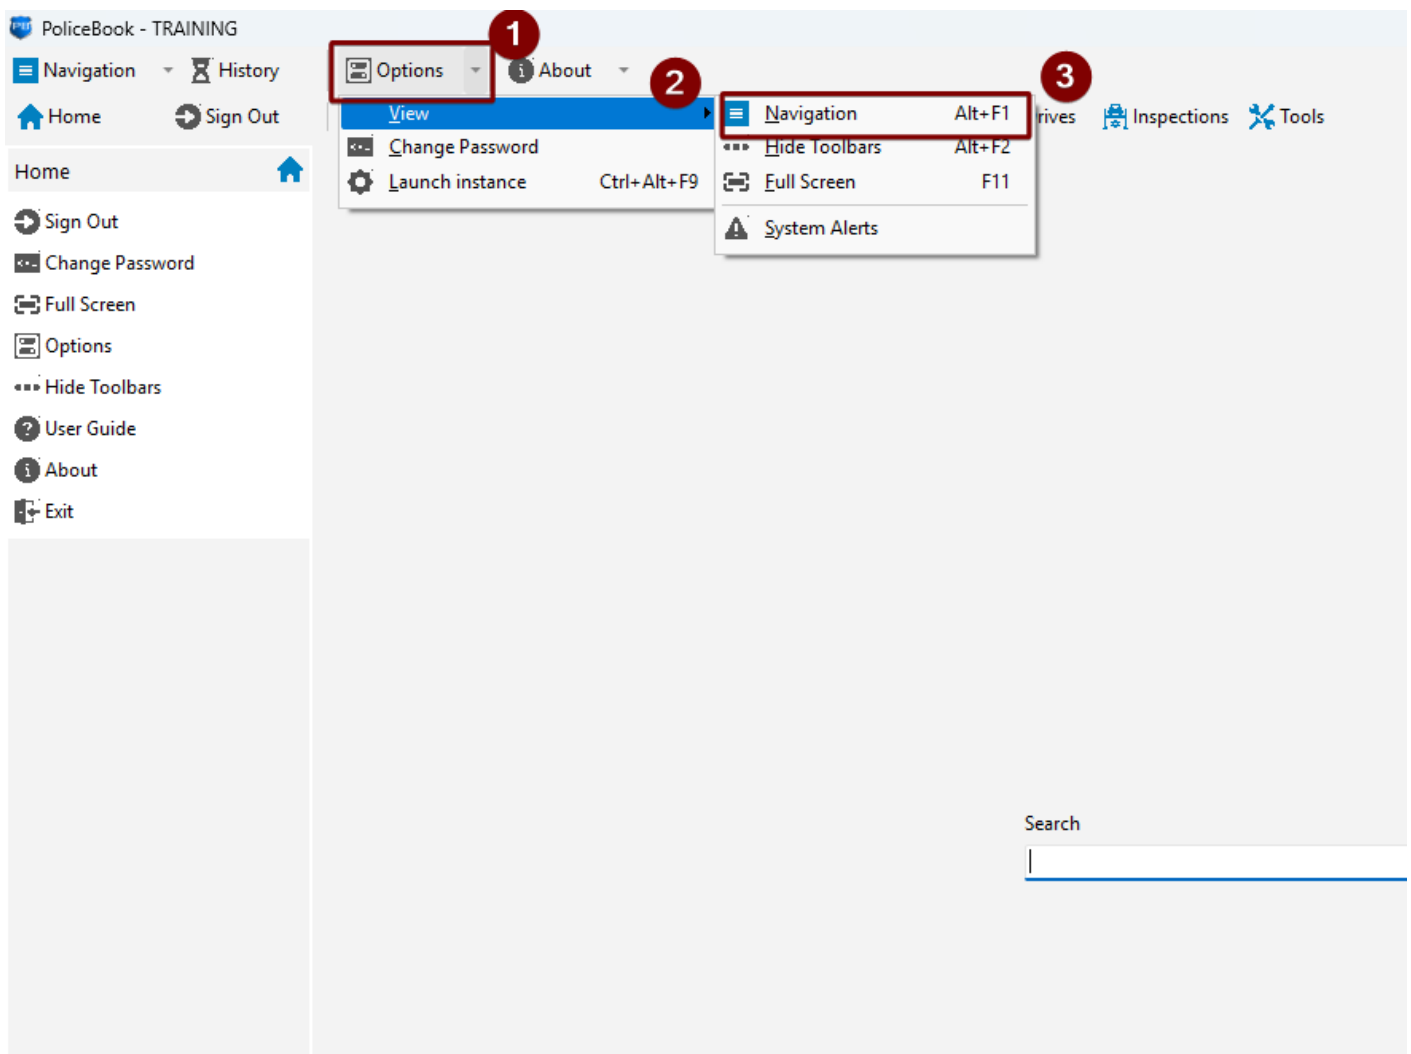 PoliceBook - TRAINING
1
Navigation History Options About
2
3
Home Sign Out
View
Navigation Alt+F1
Inspections Tools
Change Password
Hide Toolbars Alt+F2
Launch instance Ctrl+Alt+F9
Full Screen F11
System Alerts
Home
Sign Out
Change Password
Full Screen
Options
Hide Toolbars
User Guide
About
Exit
Search